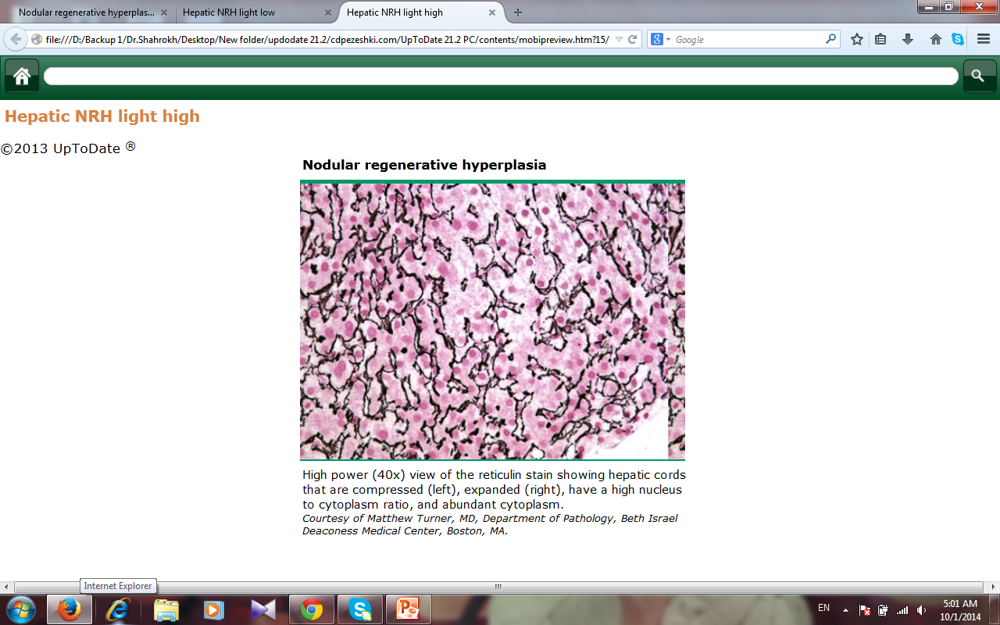 Nodular regenerative hyperplas...
Hepatic NRH light low
Hepatic NRH light high
file:///D:/Backup 1/Dr.Shahrokh/Desktop/New folder/updodate 21.2/cdpezeshki.com/UpToDate 21.2 PC/contents/mobipreview.htm?15/
Google
Hepatic NRH light high
©2013 UpToDate ®
Nodular regenerative hyperplasia
High power (40x) view of the reticulin stain showing hepatic cords
that are compressed (left), expanded (right), have a high nucleus
to cytoplasm ratio, and abundant cytoplasm.
Courtesy of Matthew Turner, MD, Department of Pathology, Beth Israel
Deaconess Medical Center, Boston, MA.
Internet Explorer
EN
5:01 AM
10/1/2014